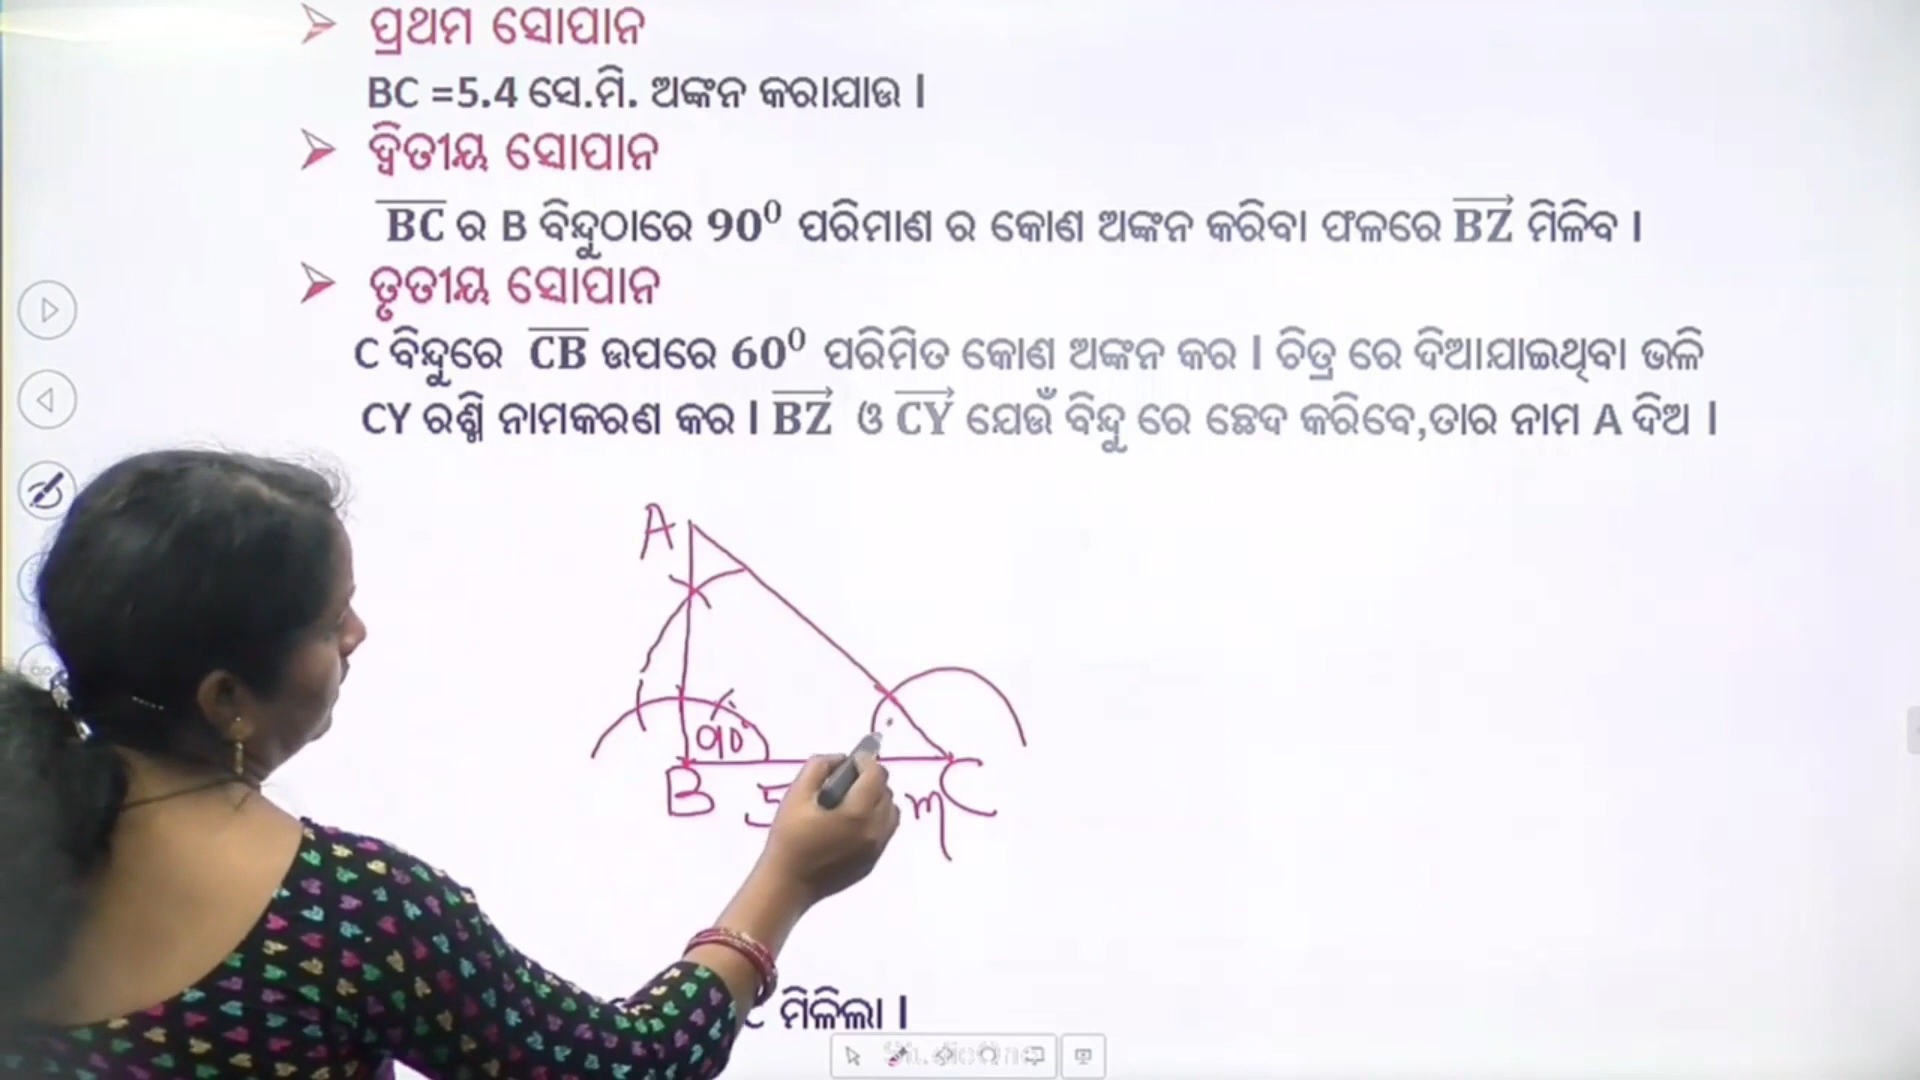 ପ୍ରଥମ ସୋପାନ
BC =5.4 ସେ.ମି. ଅଙ୍କନ କରାଯାଉ ।
ଦ୍ୱିତୀୟ ସୋପାନ
BC ର B ବିନ୍ଦୁଠାରେ 90⁰ ପରିମାଣ ର କୋଣ ଅଙ୍କନ କରିବା ଫଳରେ BZ ମିଳିବ ।
ତୃତୀୟ ସୋପାନ
C ବିନ୍ଦୁରେ CB ଉପରେ 60⁰ ପରିମିତ କୋଣ ଅଙ୍କନ କର । ଚିତ୍ର ରେ ଦିଆଯାଇଥିବା ଭଳି
CY ରଶ୍ମି ନାମକରଣ କର । BZ ଓ CY ଯେଉଁ ବିନ୍ଦୁ ରେ ଛେଦ କରିବେ,ତାର ନାମ A ଦିଅ ।
A
90°
B C
5
ମିଳିଲା ।